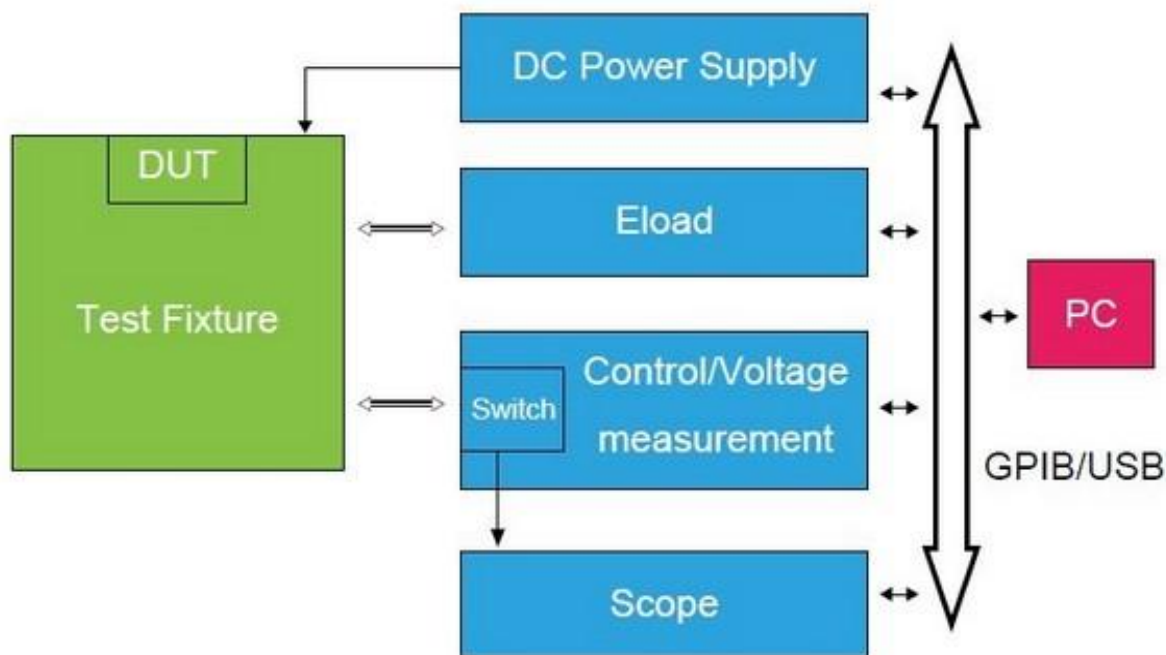 DC Power Supply
DUT
Eload
Test Fixture
PC
Control/Voltage
measurement
Switch
GPIB/USB
Scope